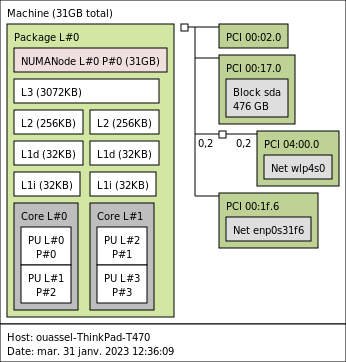 Machine (31GB total)
Package L#0
NUMANode L#0 P#0 (31GB)
L3 (3072KB)
L2 (256KB)
L2 (256KB)
L1d (32KB)
L1d (32KB)
L1i (32KB)
L1i (32KB)
Core L#0
PU L#0
P#0
PU L#1
P#2
Core L#1
PU L#2
P#1
PU L#3
P#3
PCI 00:02.0
PCI 00:17.0
Block sda
476 GB
0,2
0,2
PCI 04:00.0
Net wlp4s0
PCI 00:1f.6
Net enp0s31f6
Host: ouassel-ThinkPad-T470
Date: mar. 31 janv. 2023 12:36:09